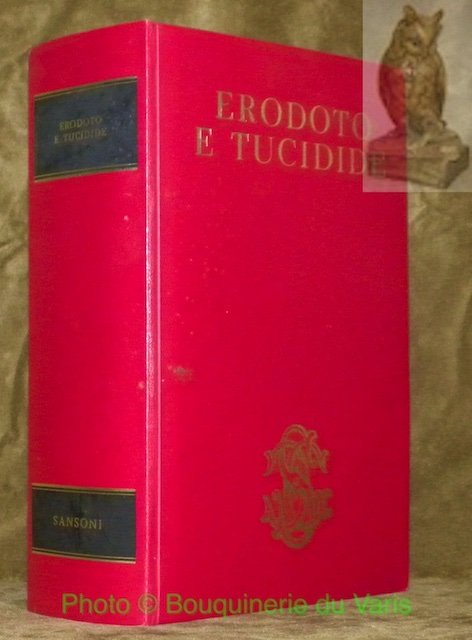 ERODOTO
E TUCIDIDE
ERODOTO
E TUCIDIDE
SANSONI
Photo © Bouquinerie du Varis